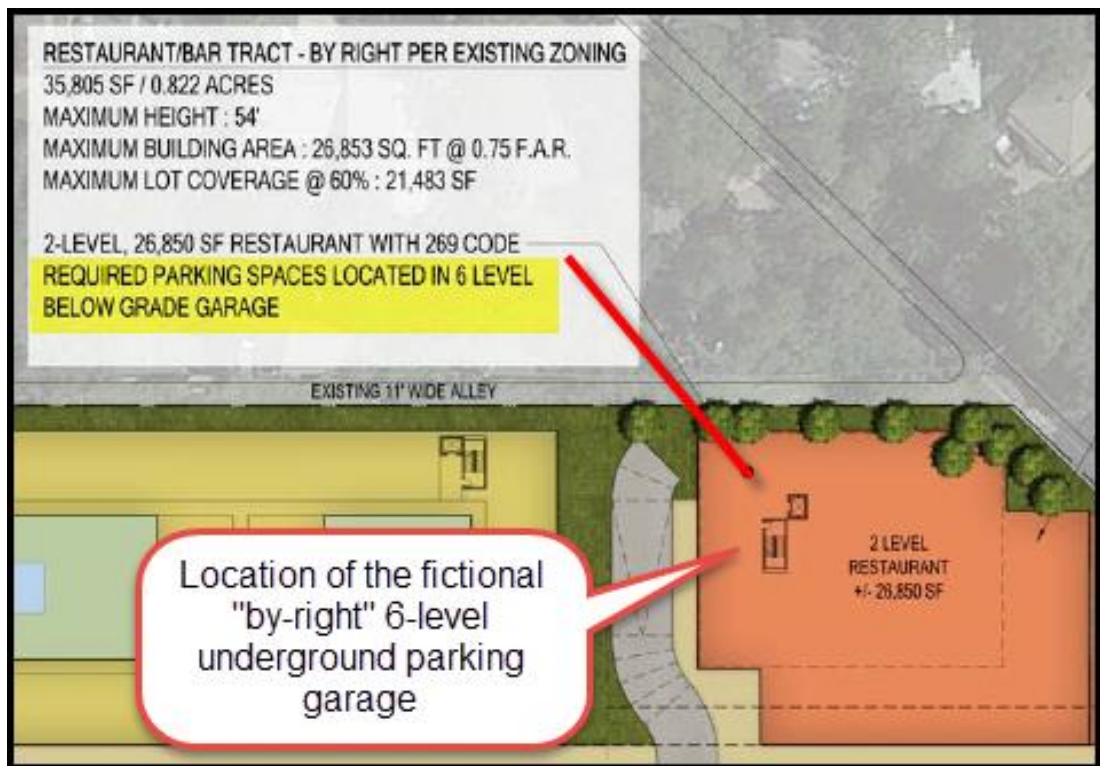 RESTAURANT/BAR TRACT - BY RIGHT PER EXISTING ZONING
35,805 SF / 0.822 ACRES
MAXIMUM HEIGHT : 54'
MAXIMUM BUILDING AREA : 26,853 SQ. FT @ 0.75 F.A.R.
MAXIMUM LOT COVERAGE @ 60% : 21,483 SF
2-LEVEL, 26,850 SF RESTAURANT WITH 269 CODE
REQUIRED PARKING SPACES LOCATED IN 6 LEVEL
BELOW GRADE GARAGE
EXISTING 11' WIDE ALLEY
2 LEVEL
RESTAURANT
+/- 26,850 SF
Location of the fictional
"by-right" 6-level
underground parking
garage